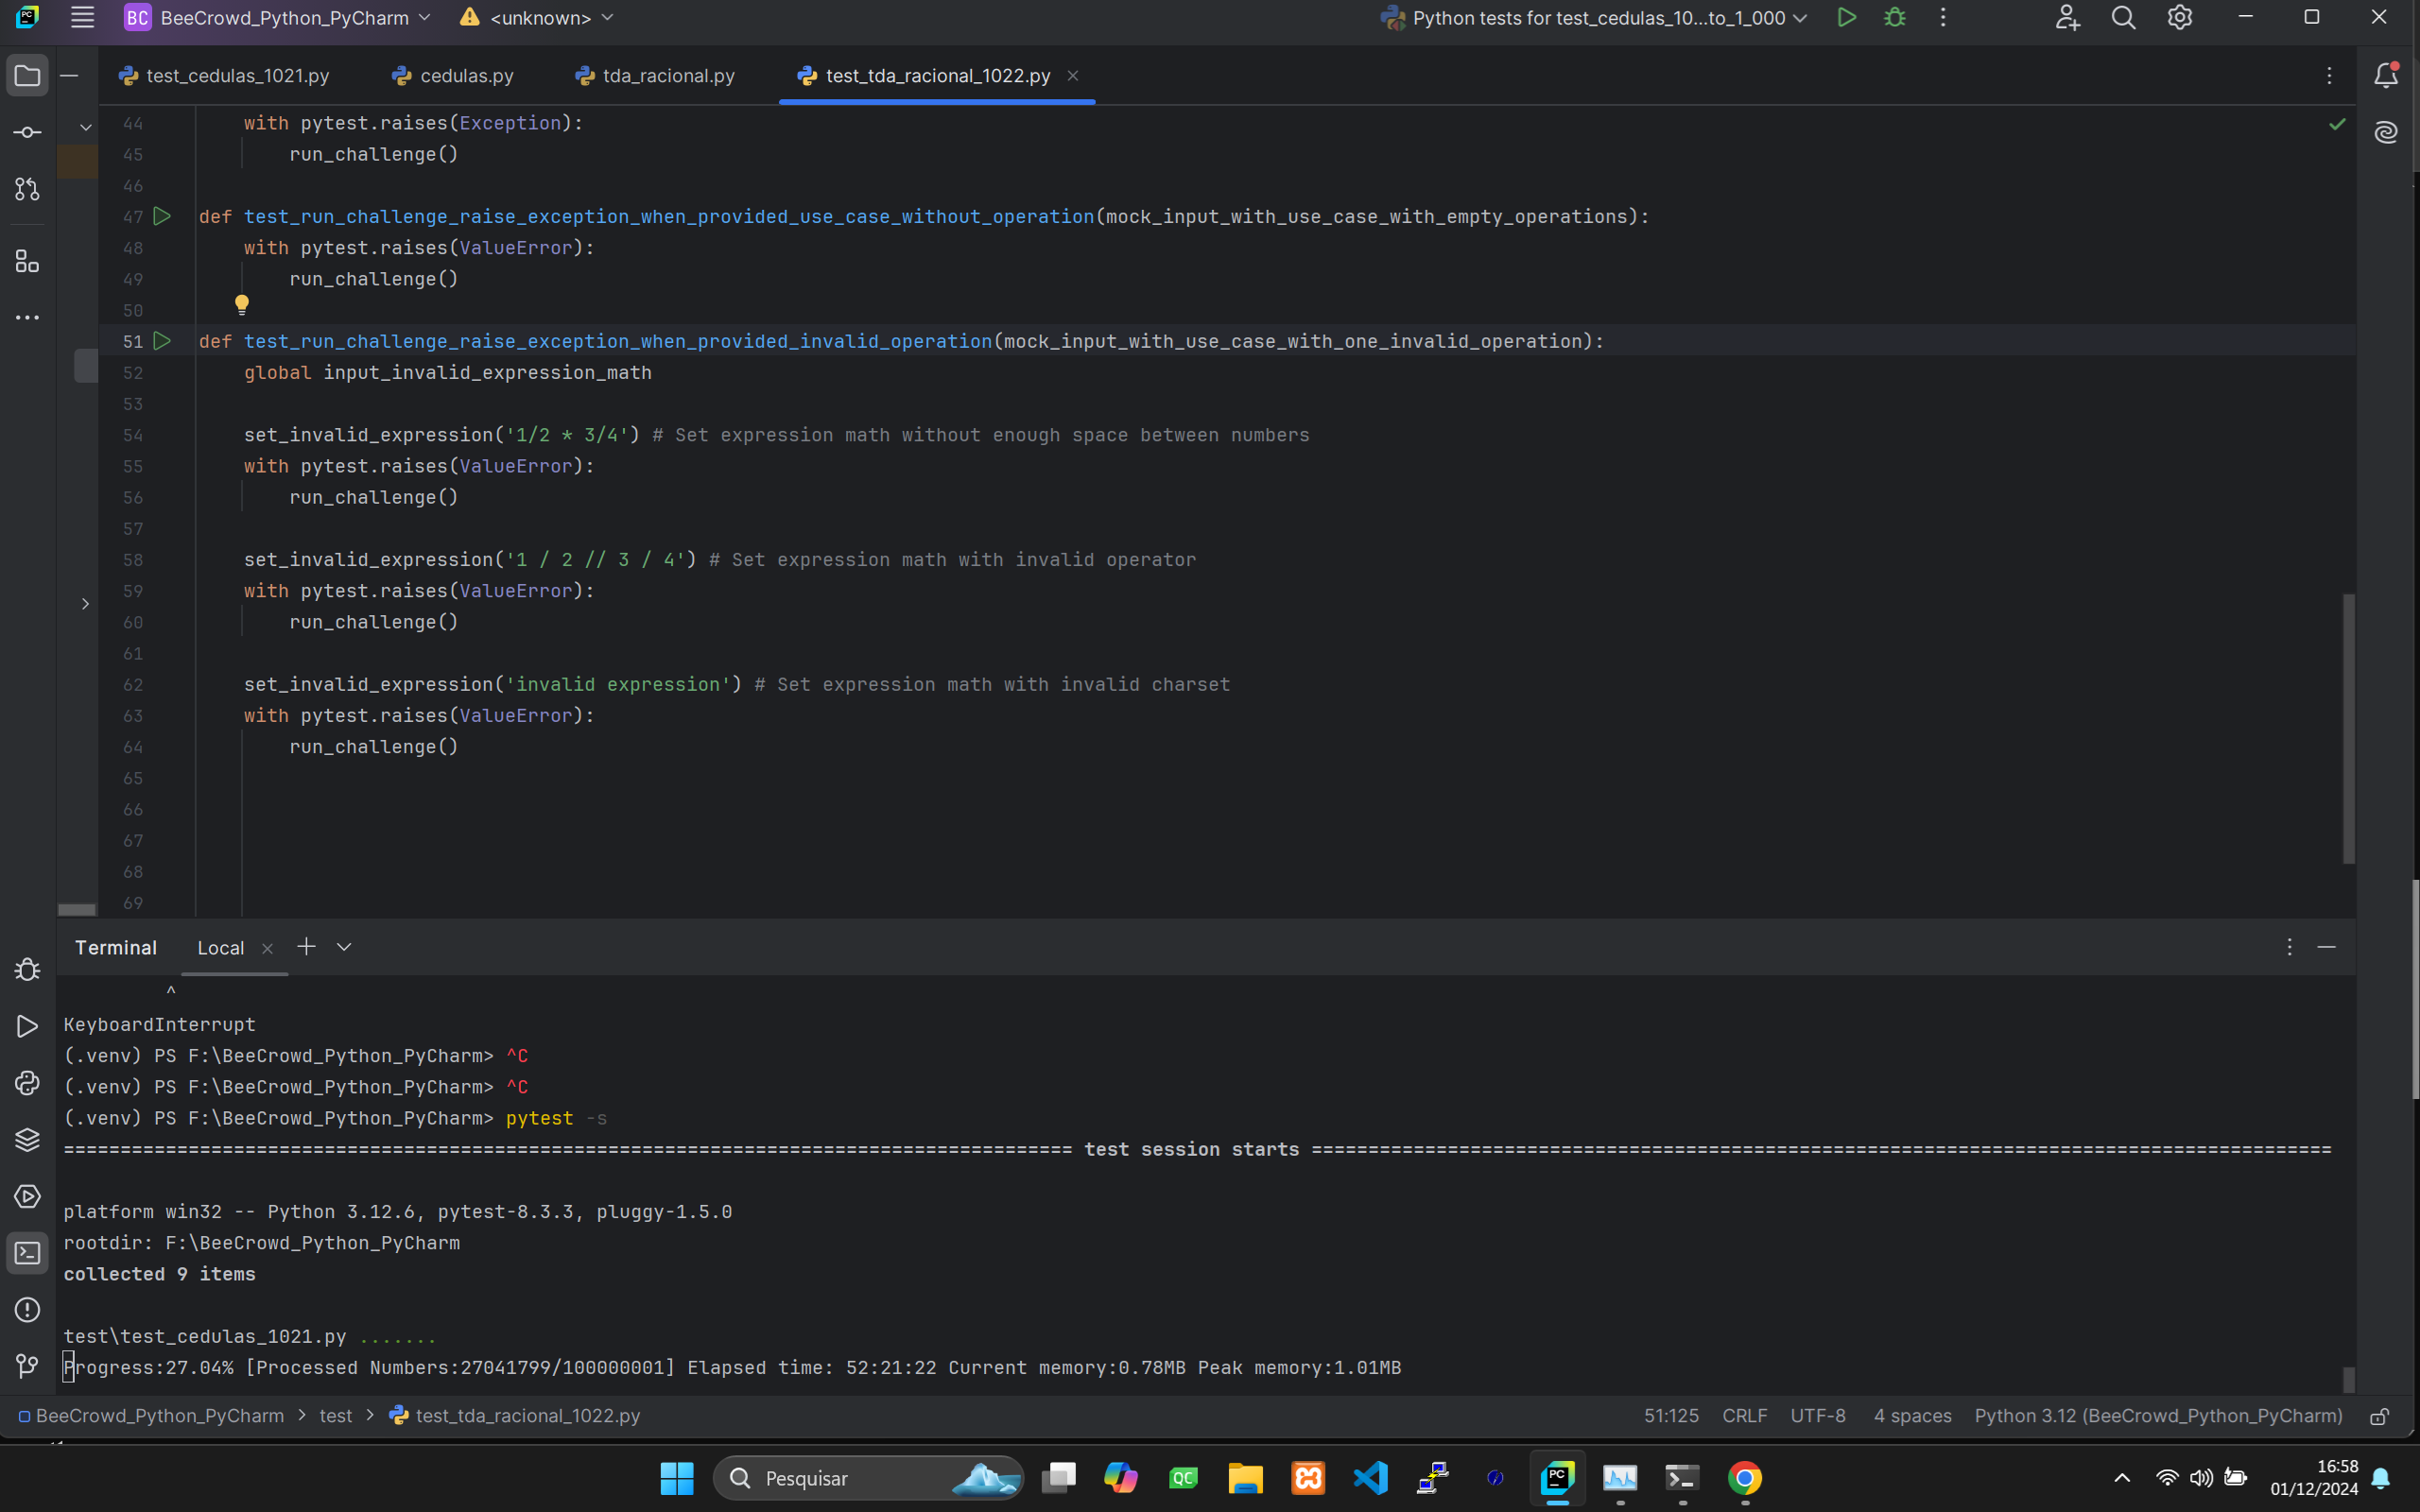 PC BC BeeCrowd_Python_PyCharm <unknown> Python tests for test_cedulas_10...to_1_000
test_cedulas_1021.py cedulas.py tda_racional.py test_tda_racional_1022.py
44 with pytest.raises(Exception):
45 run_challenge()
46
47 def test_run_challenge_raise_exception_when_provided_use_case_without_operation(mock_input_with_use_case_with_empty_operations):
48 with pytest.raises(ValueError):
49 run_challenge()
50
51 def test_run_challenge_raise_exception_when_provided_invalid_operation(mock_input_with_use_case_with_one_invalid_operation):
52 global input_invalid_expression_math
53
54 set_invalid_expression('1/2 * 3/4') # Set expression math without enough space between numbers
55 with pytest.raises(ValueError):
56 run_challenge()
57
58 set_invalid_expression('1 / 2 // 3 / 4') # Set expression math with invalid operator
59 with pytest.raises(ValueError):
60 run_challenge()
61
62 set_invalid_expression('invalid expression') # Set expression math with invalid charset
63 with pytest.raises(ValueError):
64 run_challenge()
65
66
67
68
69
Terminal Local
^
KeyboardInterrupt
(.venv) PS F:\BeeCrowd_Python_PyCharm> ^C
(.venv) PS F:\BeeCrowd_Python_PyCharm> ^C
(.venv) PS F:\BeeCrowd_Python_PyCharm> pytest -s
========================================================================================= test session starts ==========================================================================================
platform win32 -- Python 3.12.6, pytest-8.3.3, pluggy-1.5.0
rootdir: F:\BeeCrowd_Python_PyCharm
collected 9 items
test\test_cedulas_1021.py .......
Progress:27.04% [Processed Numbers:27041799/100000001] Elapsed time: 52:21:22 Current memory:0.78MB Peak memory:1.01MB
BeeCrowd_Python_PyCharm > test > test_tda_racional_1022.py 51:125 CRLF UTF-8 4 spaces Python 3.12 (BeeCrowd_Python_PyCharm)
Pesquisar QC PC 16:58
01/12/2024